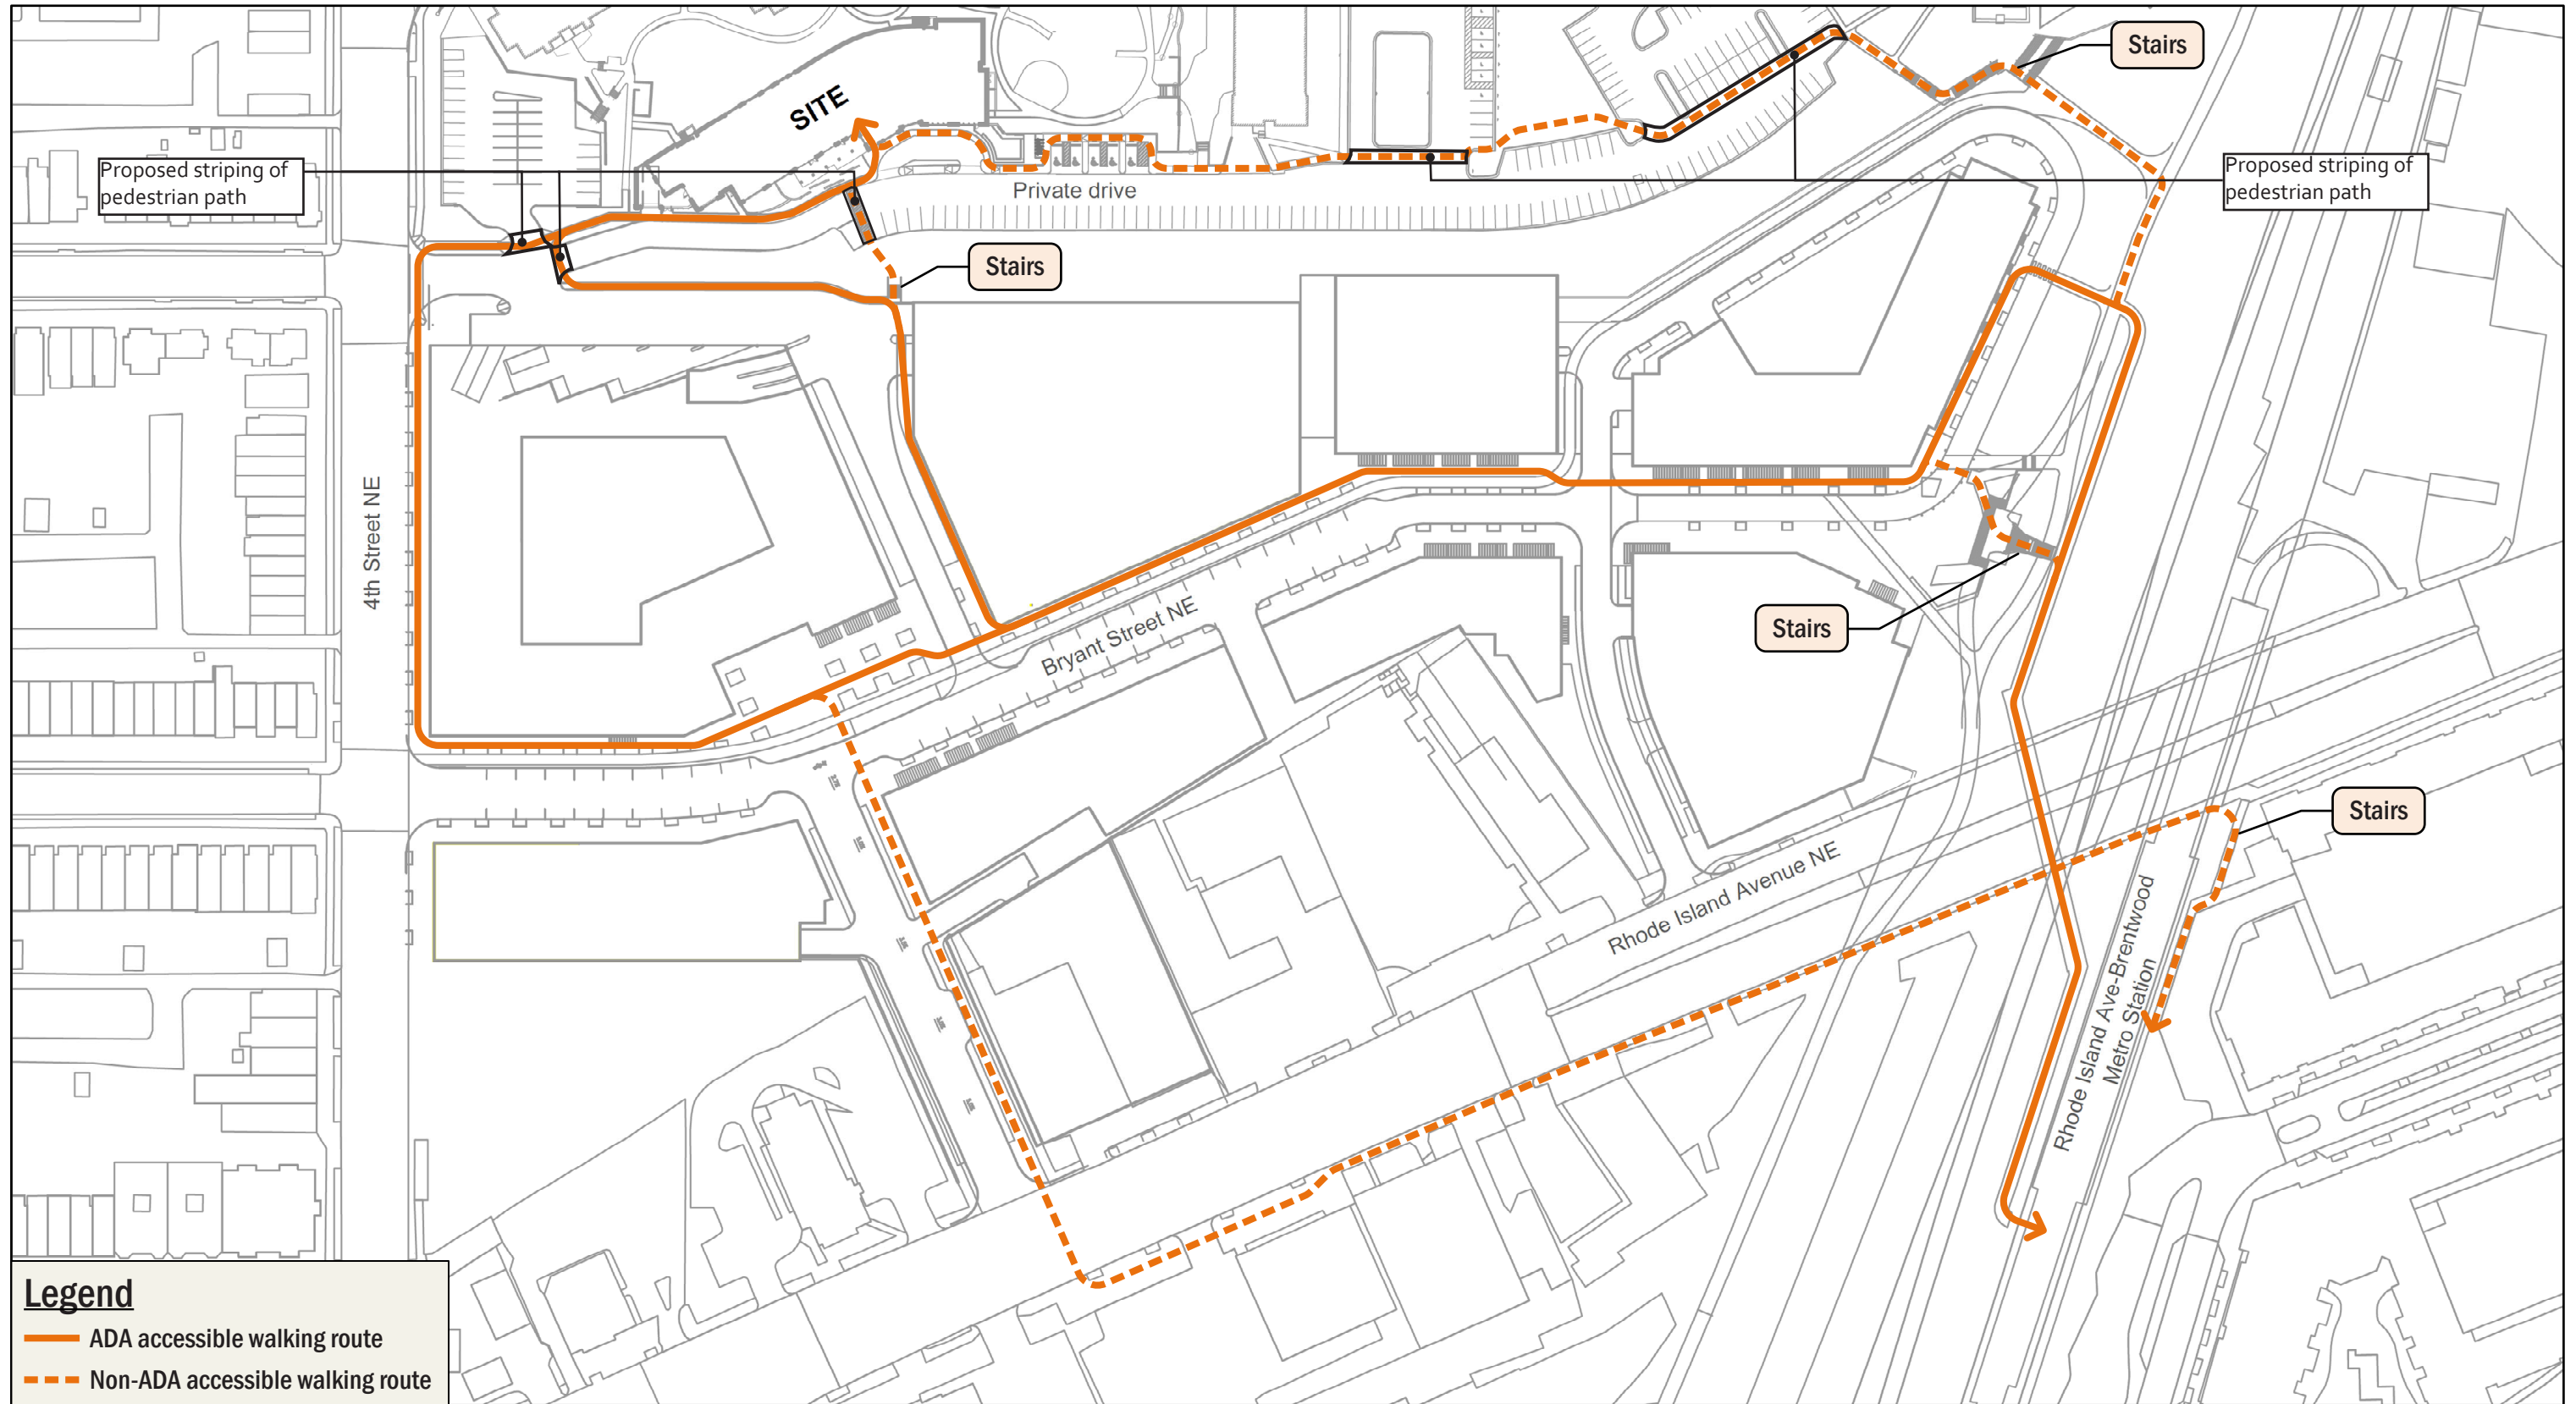 Stairs
SITE
Proposed striping of
pedestrian path
Private drive
Proposed striping of
pedestrian path
Stairs
4th Street NE
Bryant Street NE
Stairs
Stairs
Rhode Island Avenue NE
Rhode Island Ave-Brentwood
Metro Station
Legend
ADA accessible walking route
Non-ADA accessible walking route